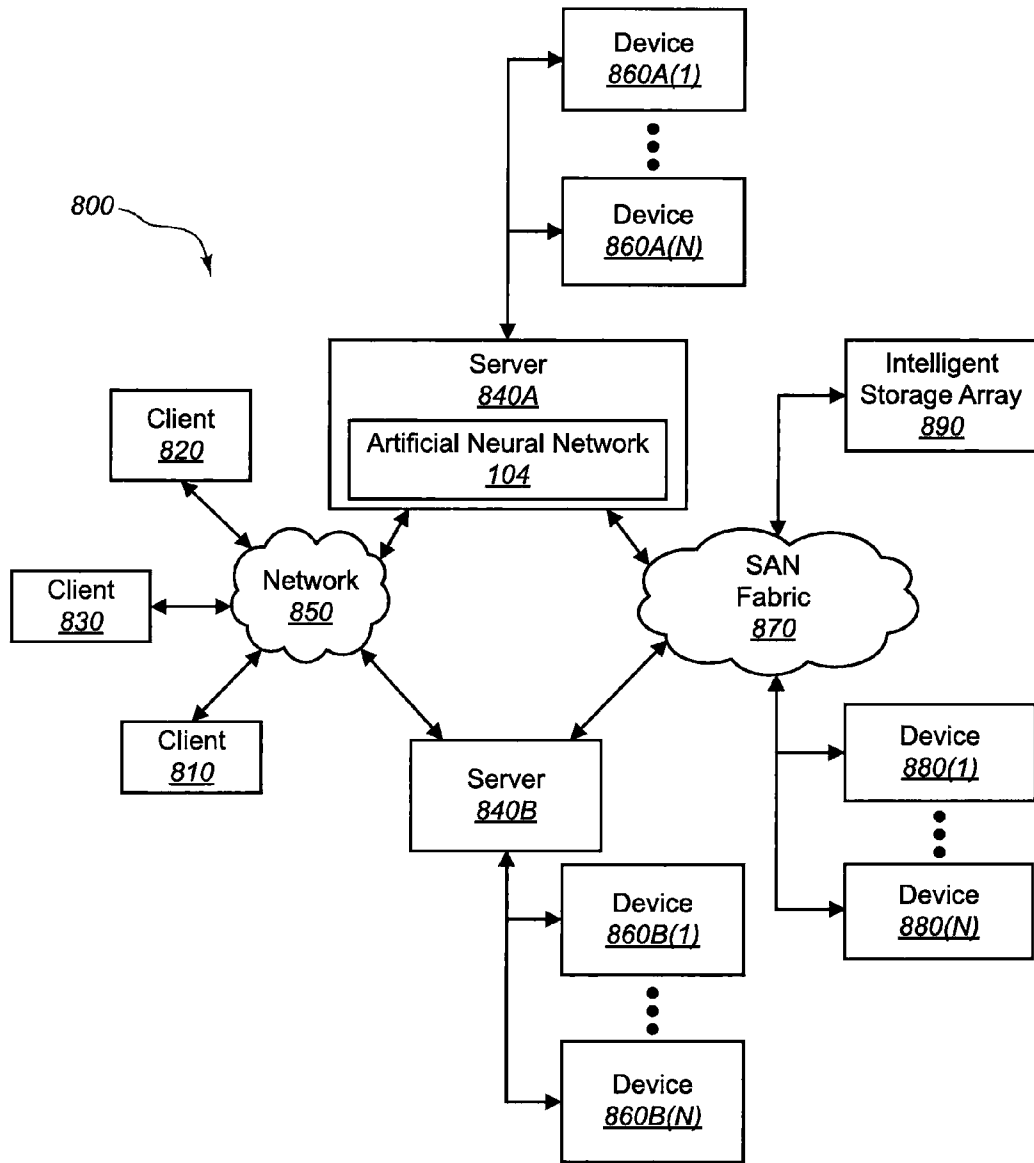 Device
860A(1)
Device
860A(N)
800
Server
840A
Artificial Neural Network
104
Intelligent
Storage Array
890
Client
820
Client
830
Client
810
Network
850
SAN
Fabric
870
Server
840B
Device
880(1)
Device
880(N)
Device
860B(1)
Device
860B(N)